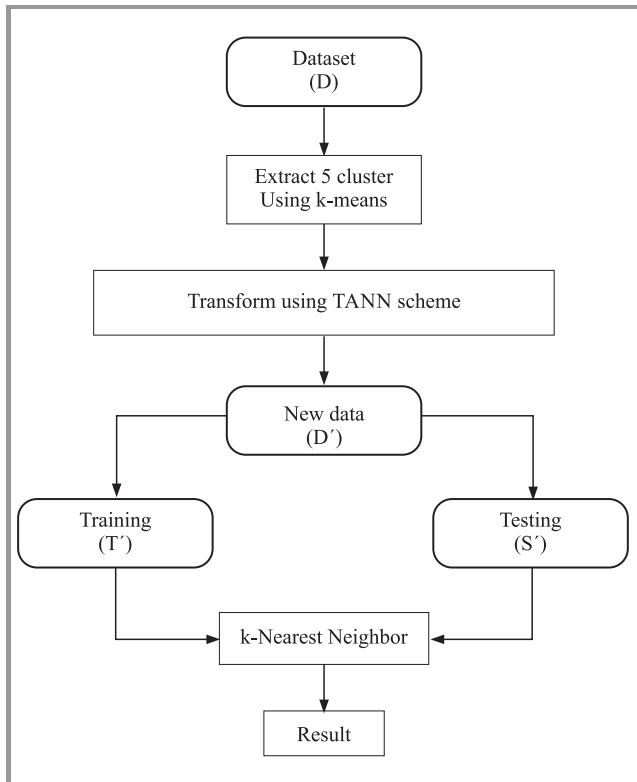 Dataset
(D)
Extract 5 cluster
Using k-means
Transform using TANN scheme
New data
(D´)
Training
(T´)
Testing
(S´)
k-Nearest Neighbor
Result